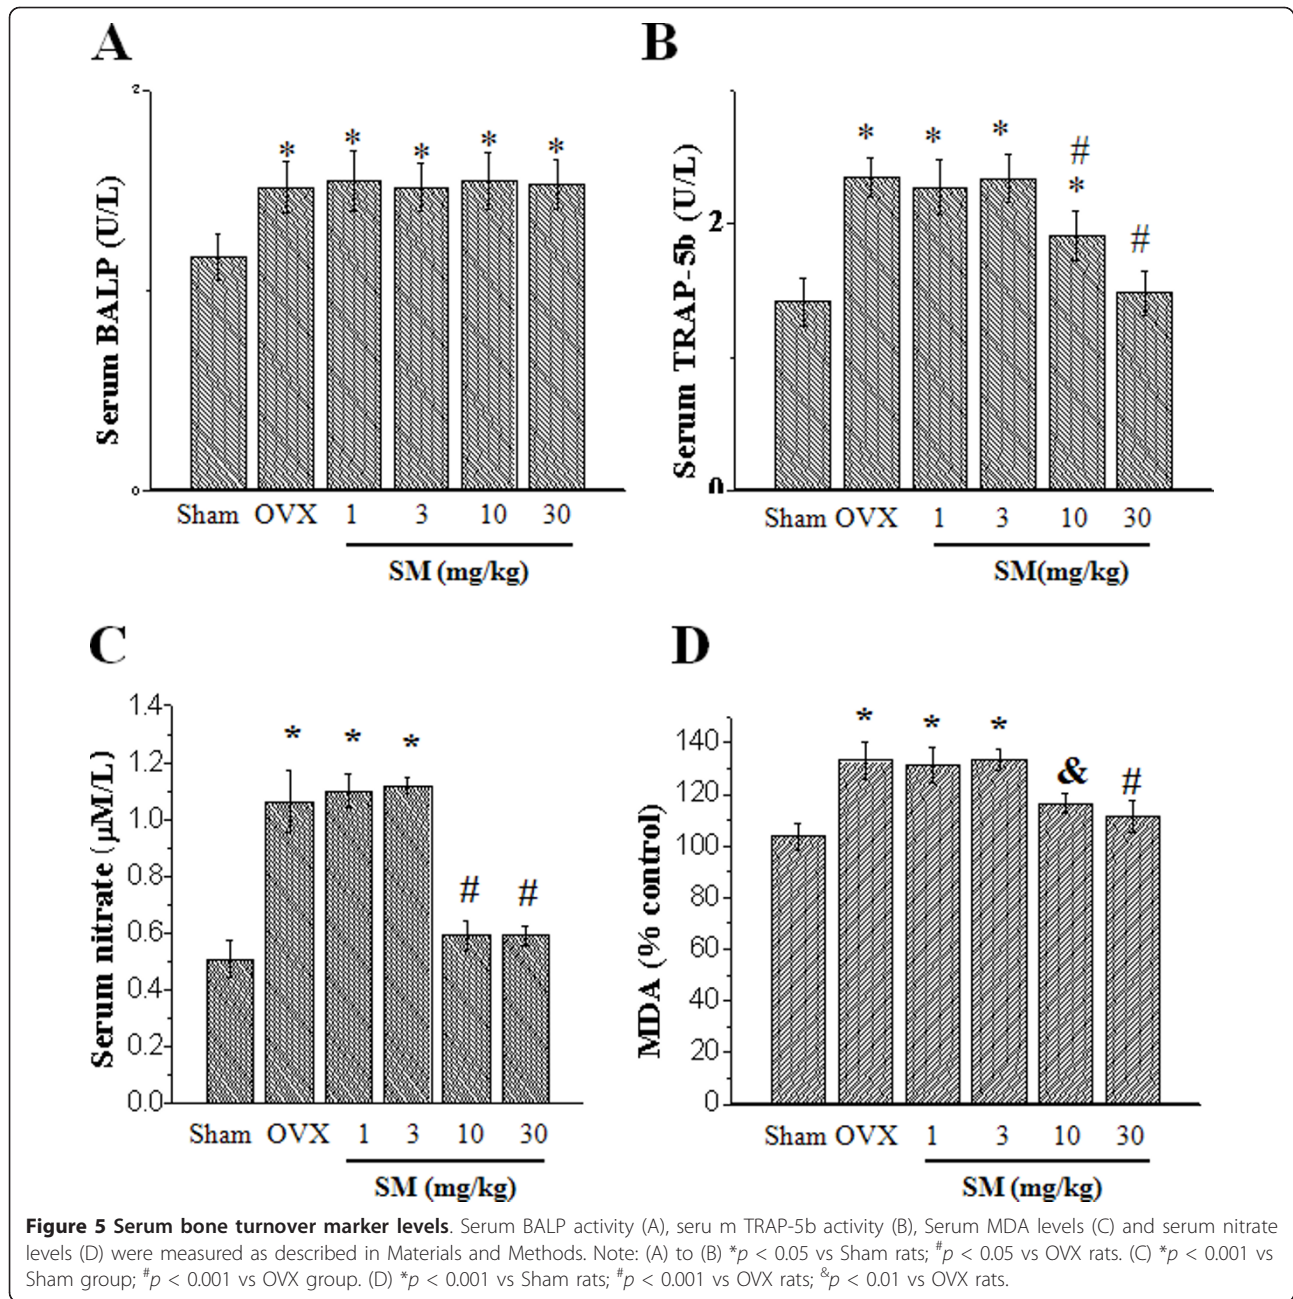 A
2
0
Serum BALP (U/L)
* * * * *
Sham OVX 1 3 10 30
SM (mg/kg)
B
2
0
Serum TRAP-5b (U/L)
* * * # * #
Sham OVX 1 3 10 30
SM(mg/kg)
C
1.4
1.2
1.0
0.8
0.6
0.4
0.2
0.0
Serum nitrate (μM/L)
* * * # #
Sham OVX 1 3 10 30
SM (mg/kg)
D
140
120
100
80
60
40
20
0
MDA (% control)
* * * & #
Sham OVX 1 3 10 30
SM (mg/kg)
Figure 5 Serum bone turnover marker levels. Serum BALP activity (A), seru m TRAP-5b activity (B), Serum MDA levels (C) and serum nitrate
levels (D) were measured as described in Materials and Methods. Note: (A) to (B) *p < 0.05 vs Sham rats; #p < 0.05 vs OVX rats. (C) *p < 0.001 vs
Sham group; #p < 0.001 vs OVX group. (D) *p < 0.001 vs Sham rats; #p < 0.001 vs OVX rats; &p < 0.01 vs OVX rats.